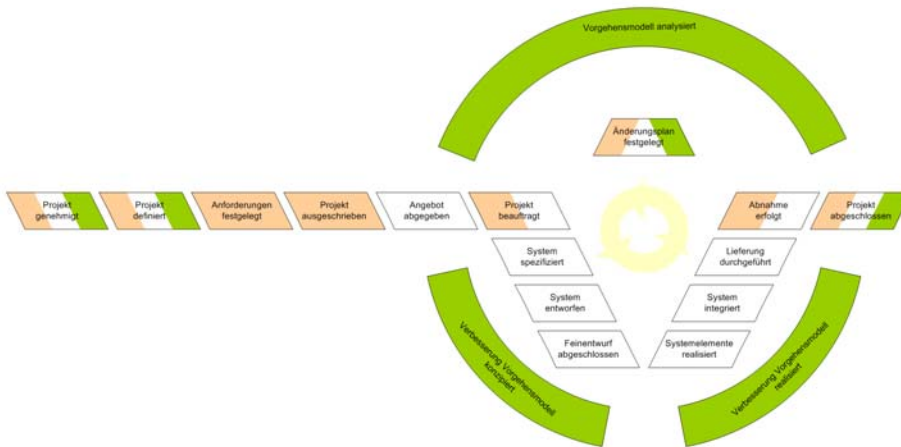 Vorgehensmodell analysiert
Änderungsplan
festgelegt
Projekt
genehmigt
Projekt
definiert
Anforderungen
festgelegt
Projekt
ausgeschrieben
Angebot
abgegeben
Projekt
beauftragt
Abnahme
erfolgt
Projekt
abgeschlossen
System
spezifiziert
Lieferung
durchgeführt
System
entworfen
System
integriert
Feinentwurf
abgeschlossen
Systemelemente
realisiert
Verbesserung Vorgehensmodell
konzipiert
Verbesserung Vorgehensmodell
realisiert